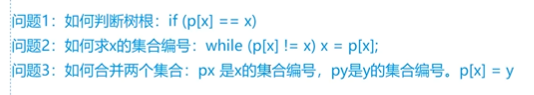 问题1：如何判断树根：if (p[x] == x)
问题2：如何求x的集合编号：while (p[x] != x) x = p[x];
问题3：如何合并两个集合：px 是x的集合编号，py是y的集合编号。p[x] = y